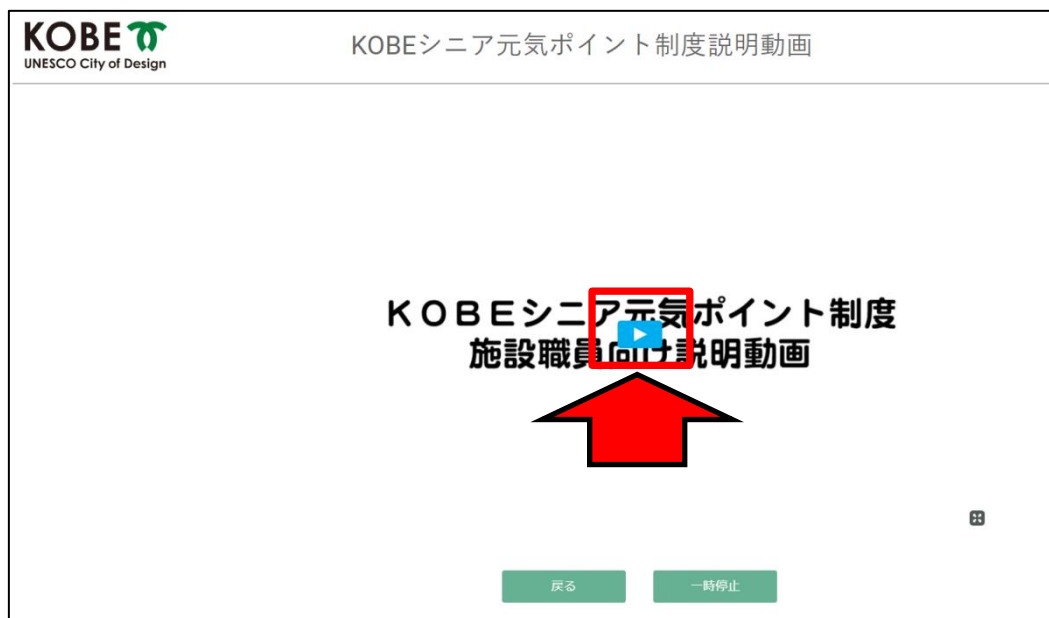 KOBE
UNESCO City of Design
KOBEシニア元気ポイント制度説明動画
KOBEシニア元気ポイント制度
施設職員向け説明動画
戻る
一時停止